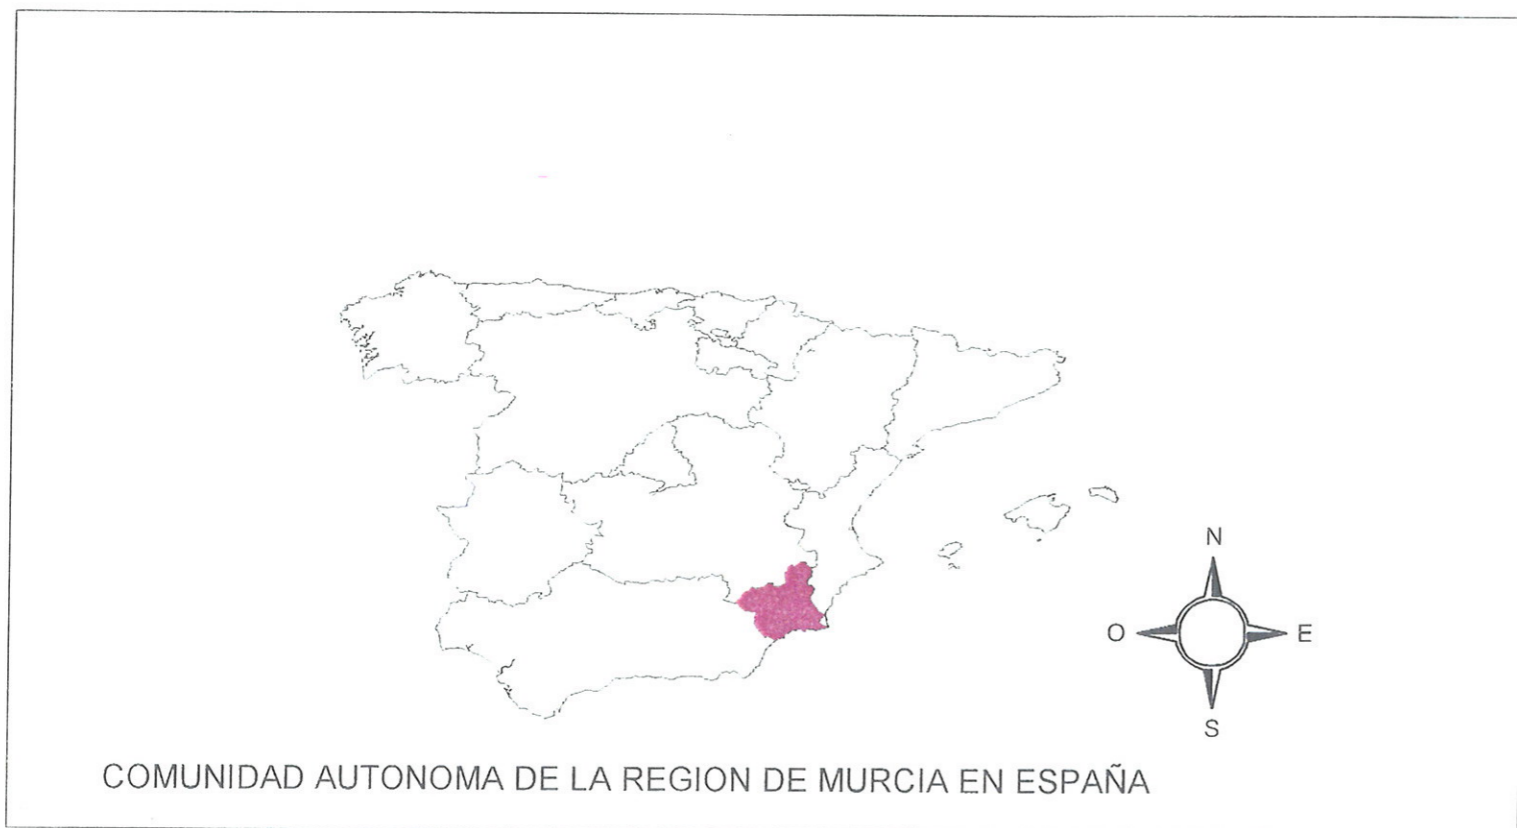 N
O E
S
COMUNIDAD AUTONOMA DE LA REGION DE MURCIA EN ESPAÑA